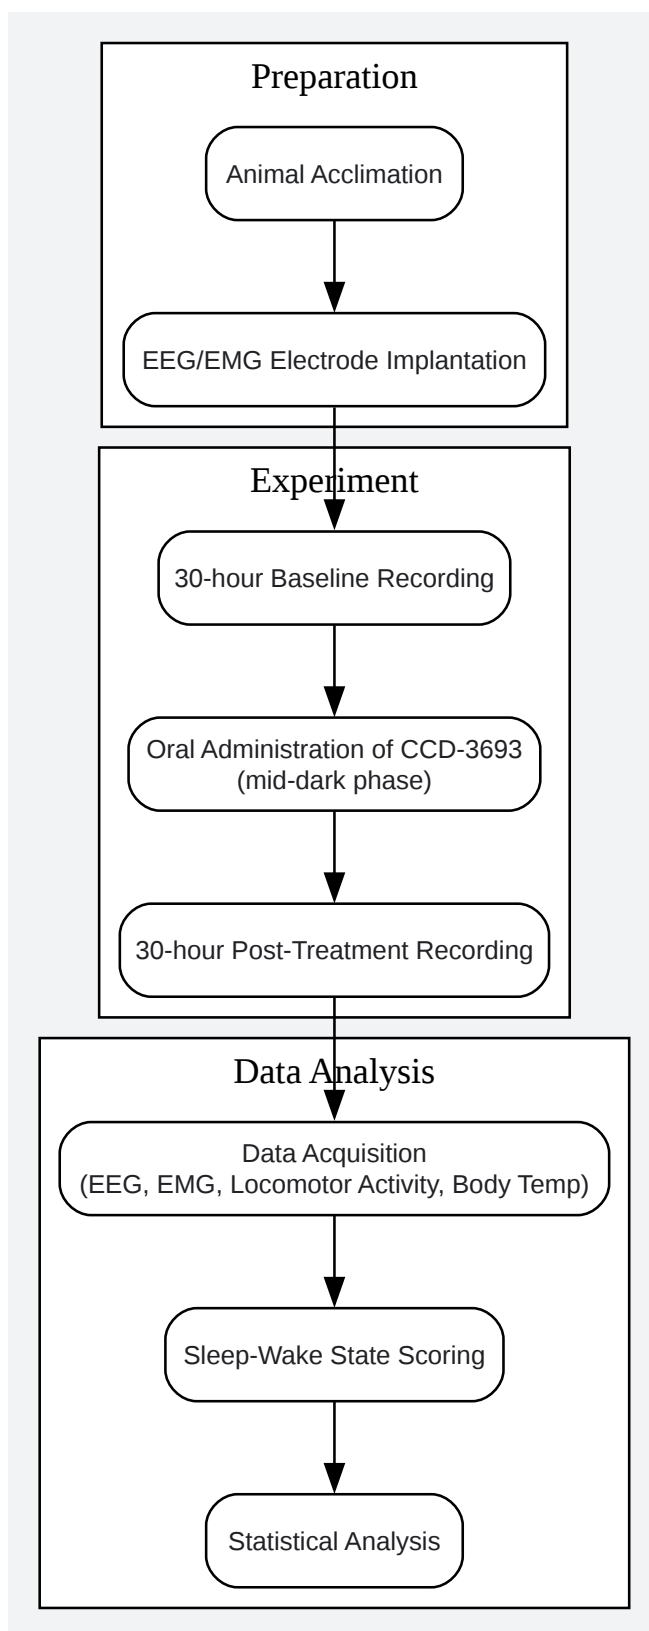 Preparation
Animal Acclimation
EEG/EMG Electrode Implantation
Experiment
30-hour Baseline Recording
Oral Administration of CCD-3693
(mid-dark phase)
30-hour Post-Treatment Recording
Data Analysis
Data Acquisition
(EEG, EMG, Locomotor Activity, Body Temp)
Sleep-Wake State Scoring
Statistical Analysis